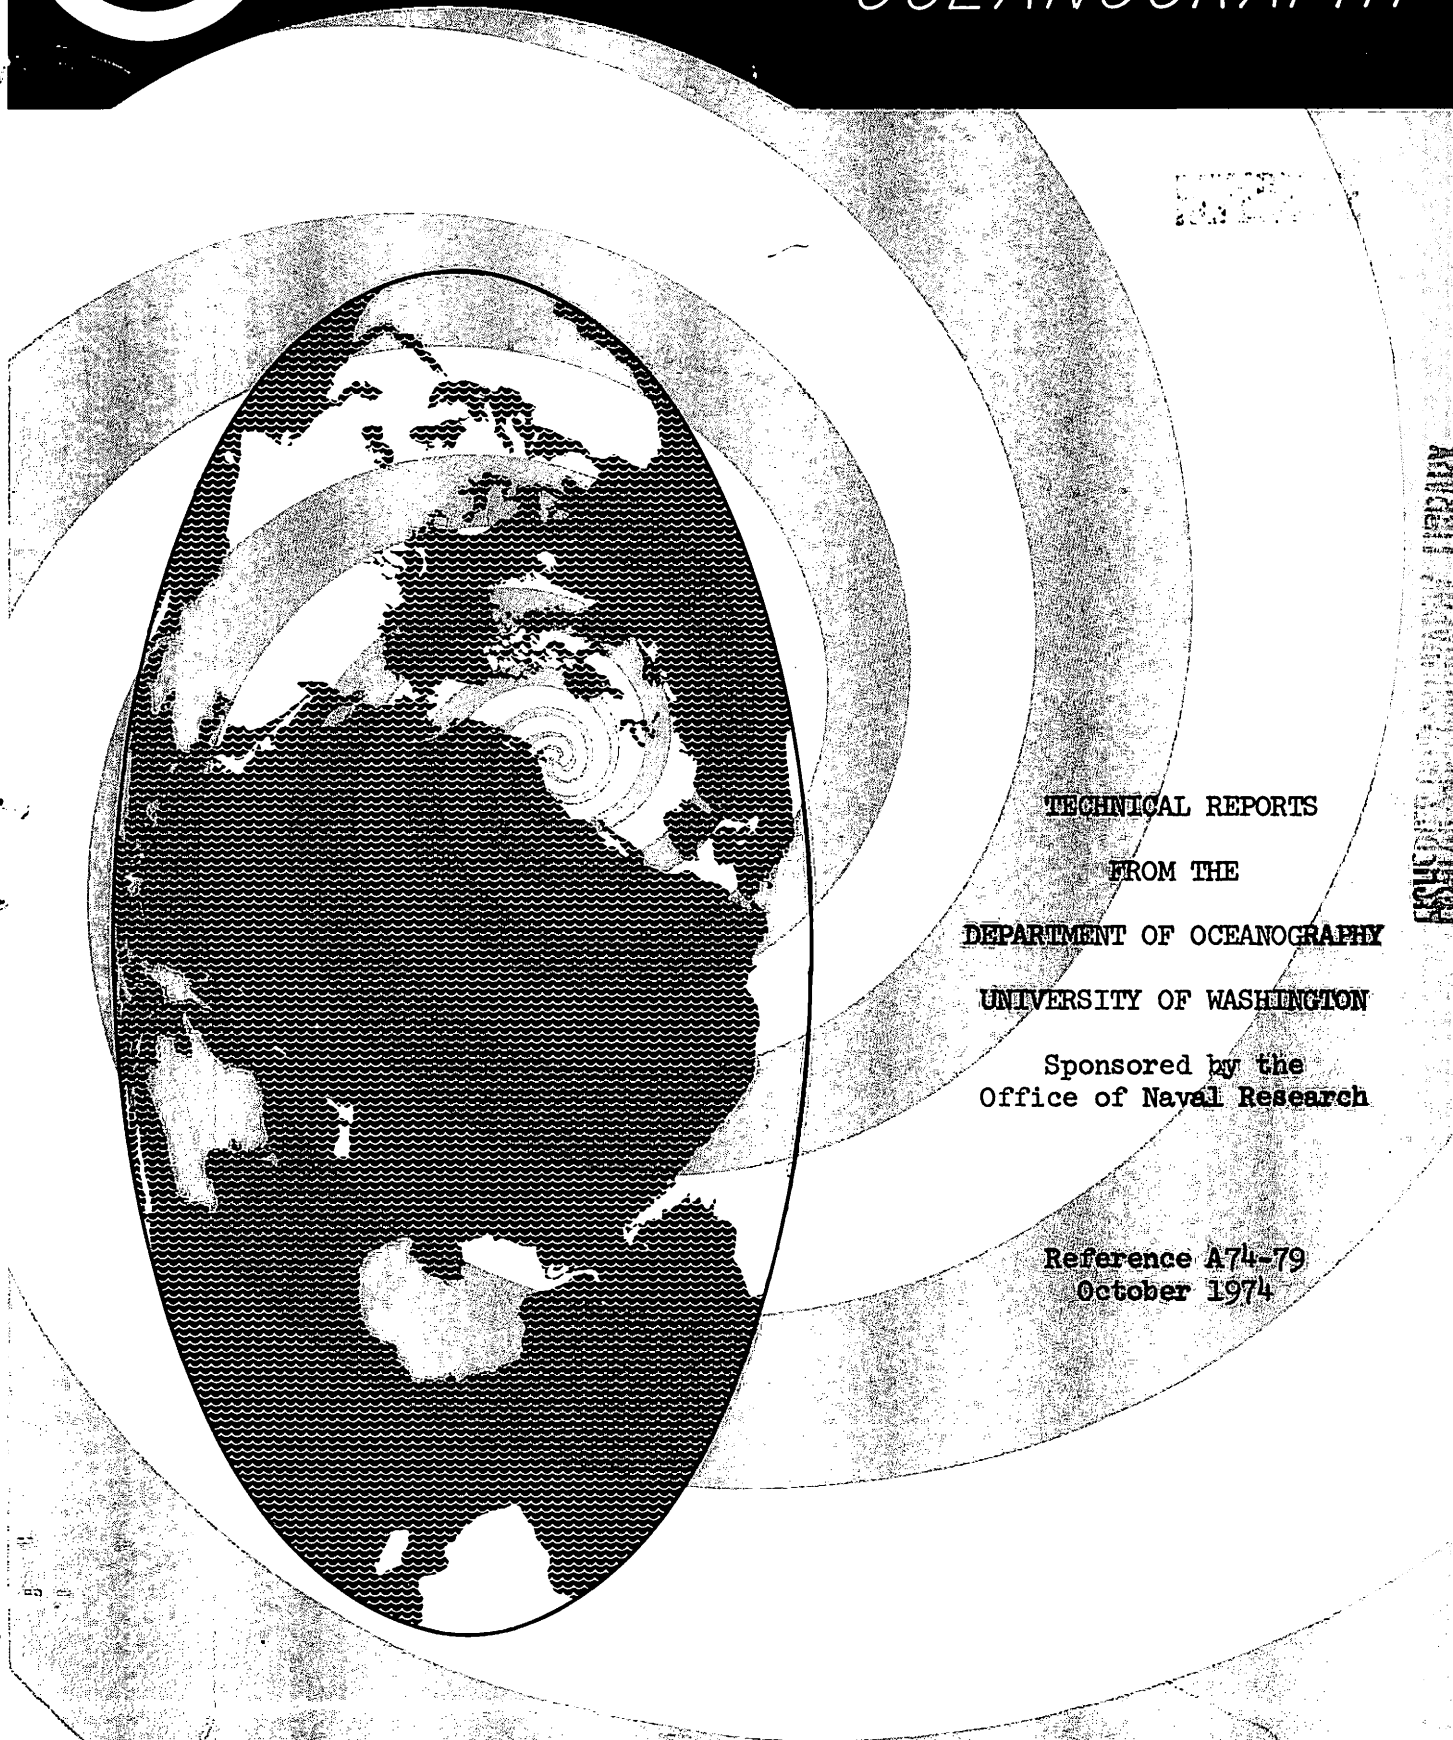 OCEANOGRAPHY
TECHNICAL REPORTS
FROM THE
DEPARTMENT OF OCEANOGRAPHY
UNIVERSITY OF WASHINGTON
Sponsored by the
Office of Naval Research
Reference A74-79
October 1974